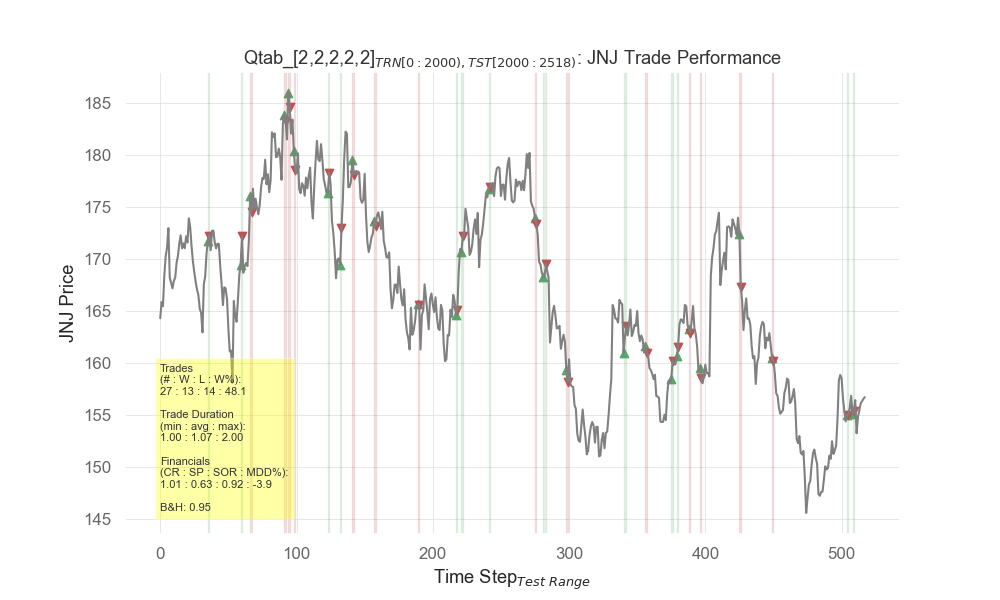 Qtab_[2,2,2,2,2]TRN[0 : 2000), TST[2000 : 2518): JNJ Trade Performance
185
180
175
170
165
160
155
150
145
JNJ Price
Trades
(# : W : L : W%):
27 : 13 : 14 : 48.1
Trade Duration
(min : avg : max):
1.00 : 1.07 : 2.00
Financials
(CR : SP : SOR : MDD%):
1.01 : 0.63 : 0.92 : -3.9
B&H: 0.95
0 100 200 300 400 500
Time StepTest Range